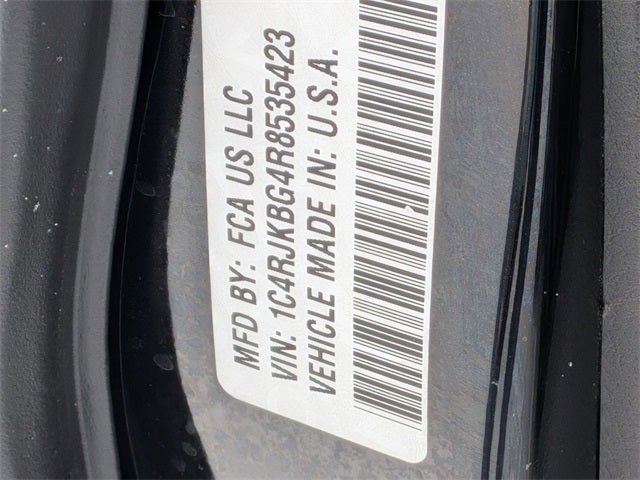 MFD BY: FCA US LLC
VIN: 1C4RJKBG4R8535423
VEHICLE MADE IN: U.S.A.